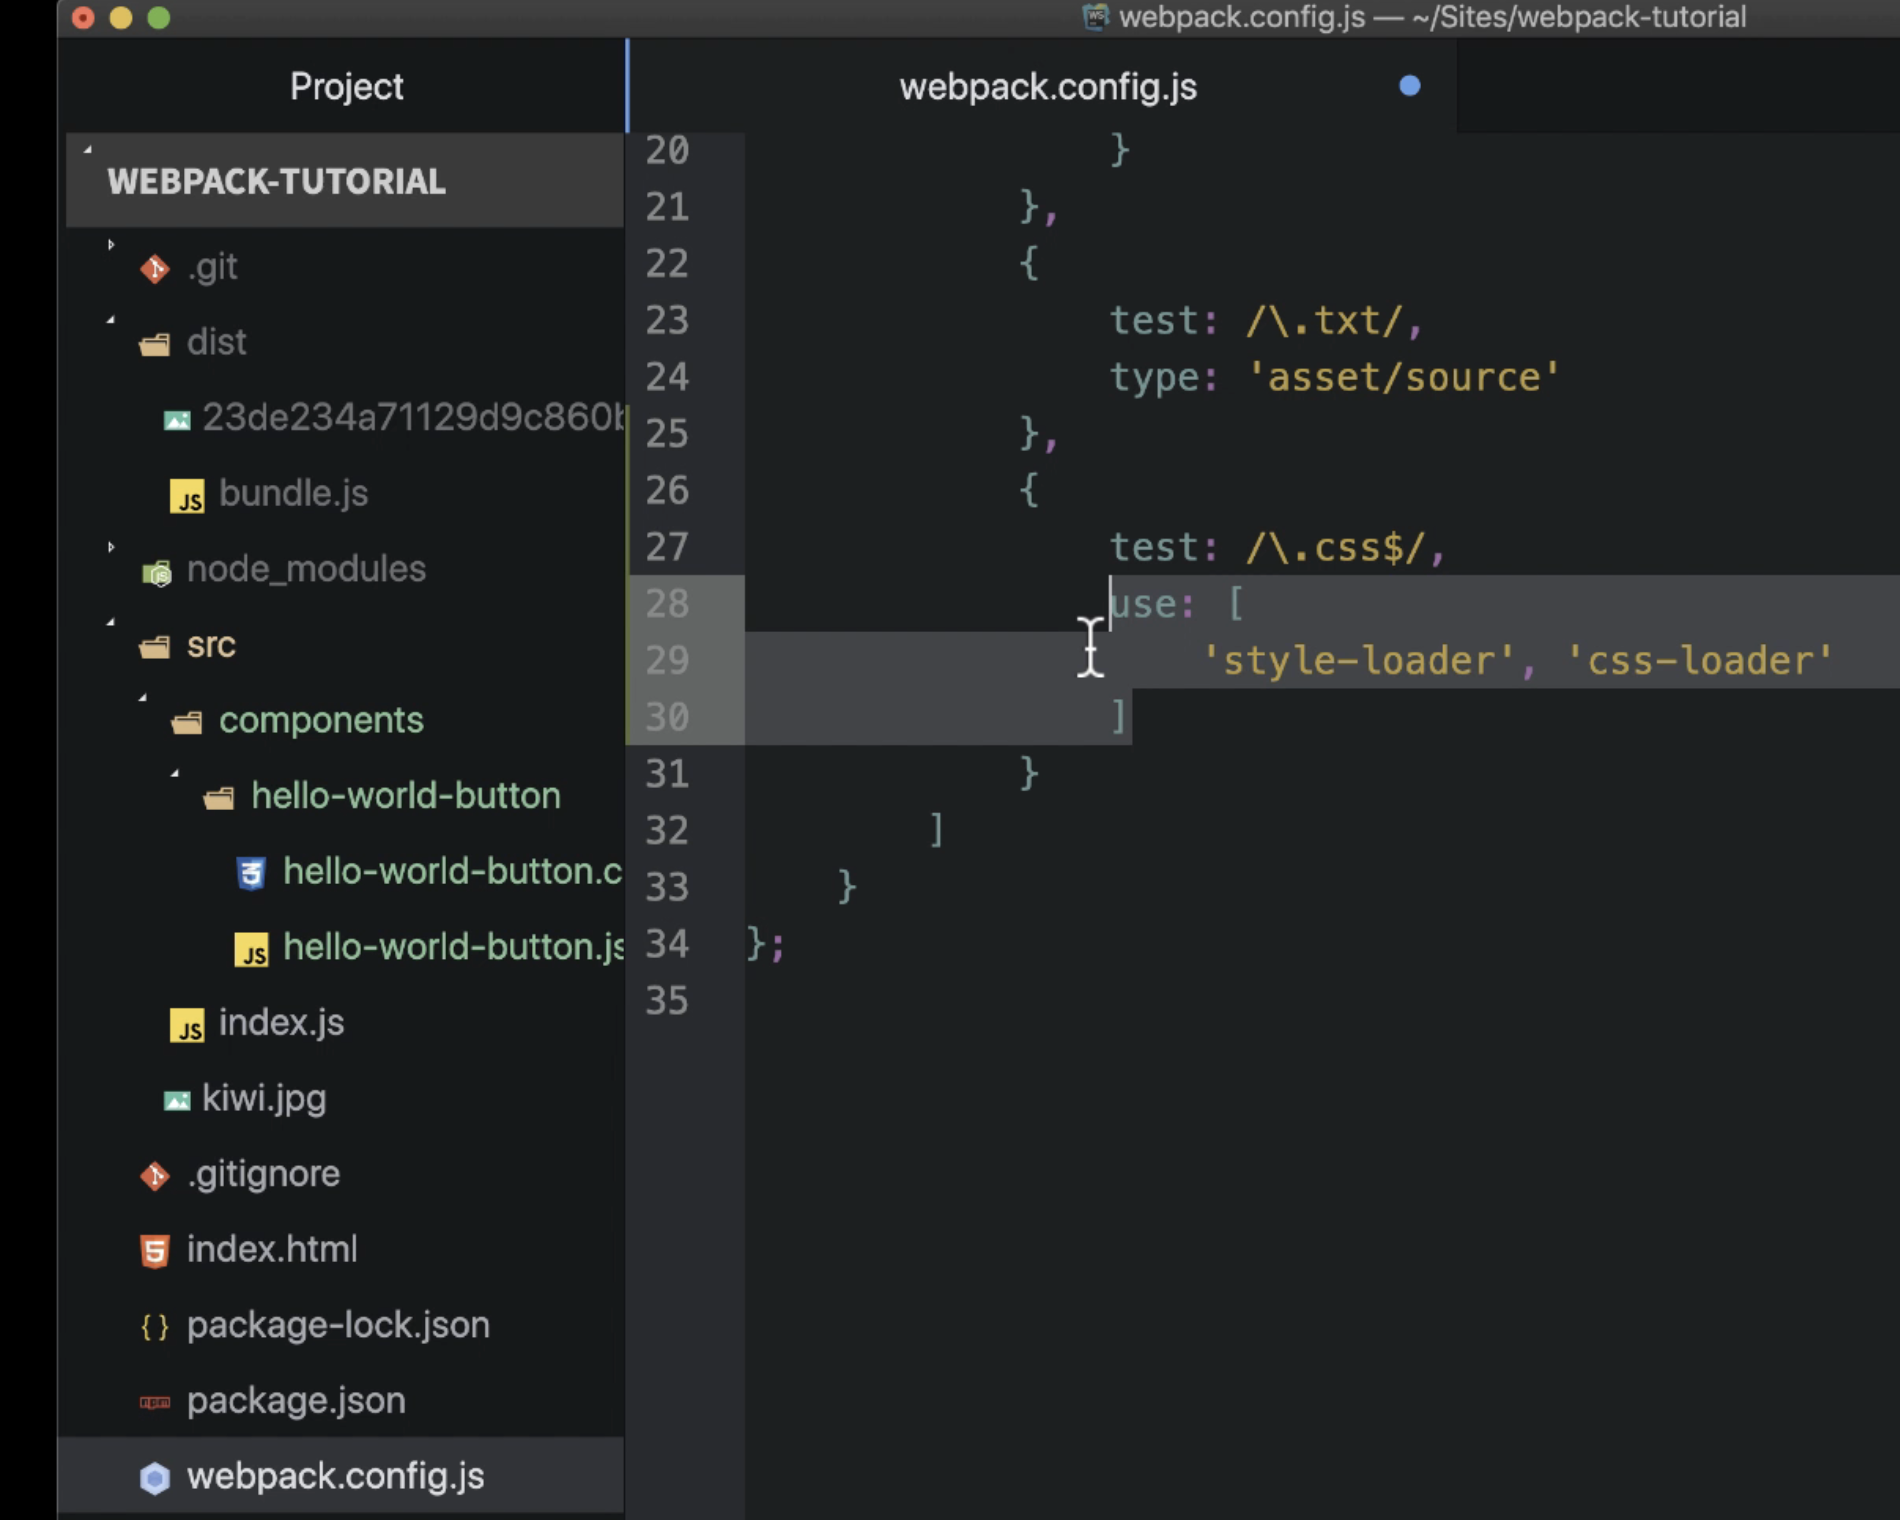 webpack.config.js — ~/Sites/webpack-tutorial
Project
WEBPACK-TUTORIAL
.git
dist
23de234a71129d9c860b
bundle.js
node_modules
src
components
hello-world-button
hello-world-button.c
hello-world-button.js
index.js
kiwi.jpg
.gitignore
index.html
package-lock.json
package.json
webpack.config.js
webpack.config.js
20 }
21 },
22 {
23 test: /\.txt/,
24 type: 'asset/source'
25 },
26 {
27 test: /\.css$/,
28 use: [
29 'style-loader', 'css-loader'
30 ]
31 }
32 ]
33 }
34 };
35